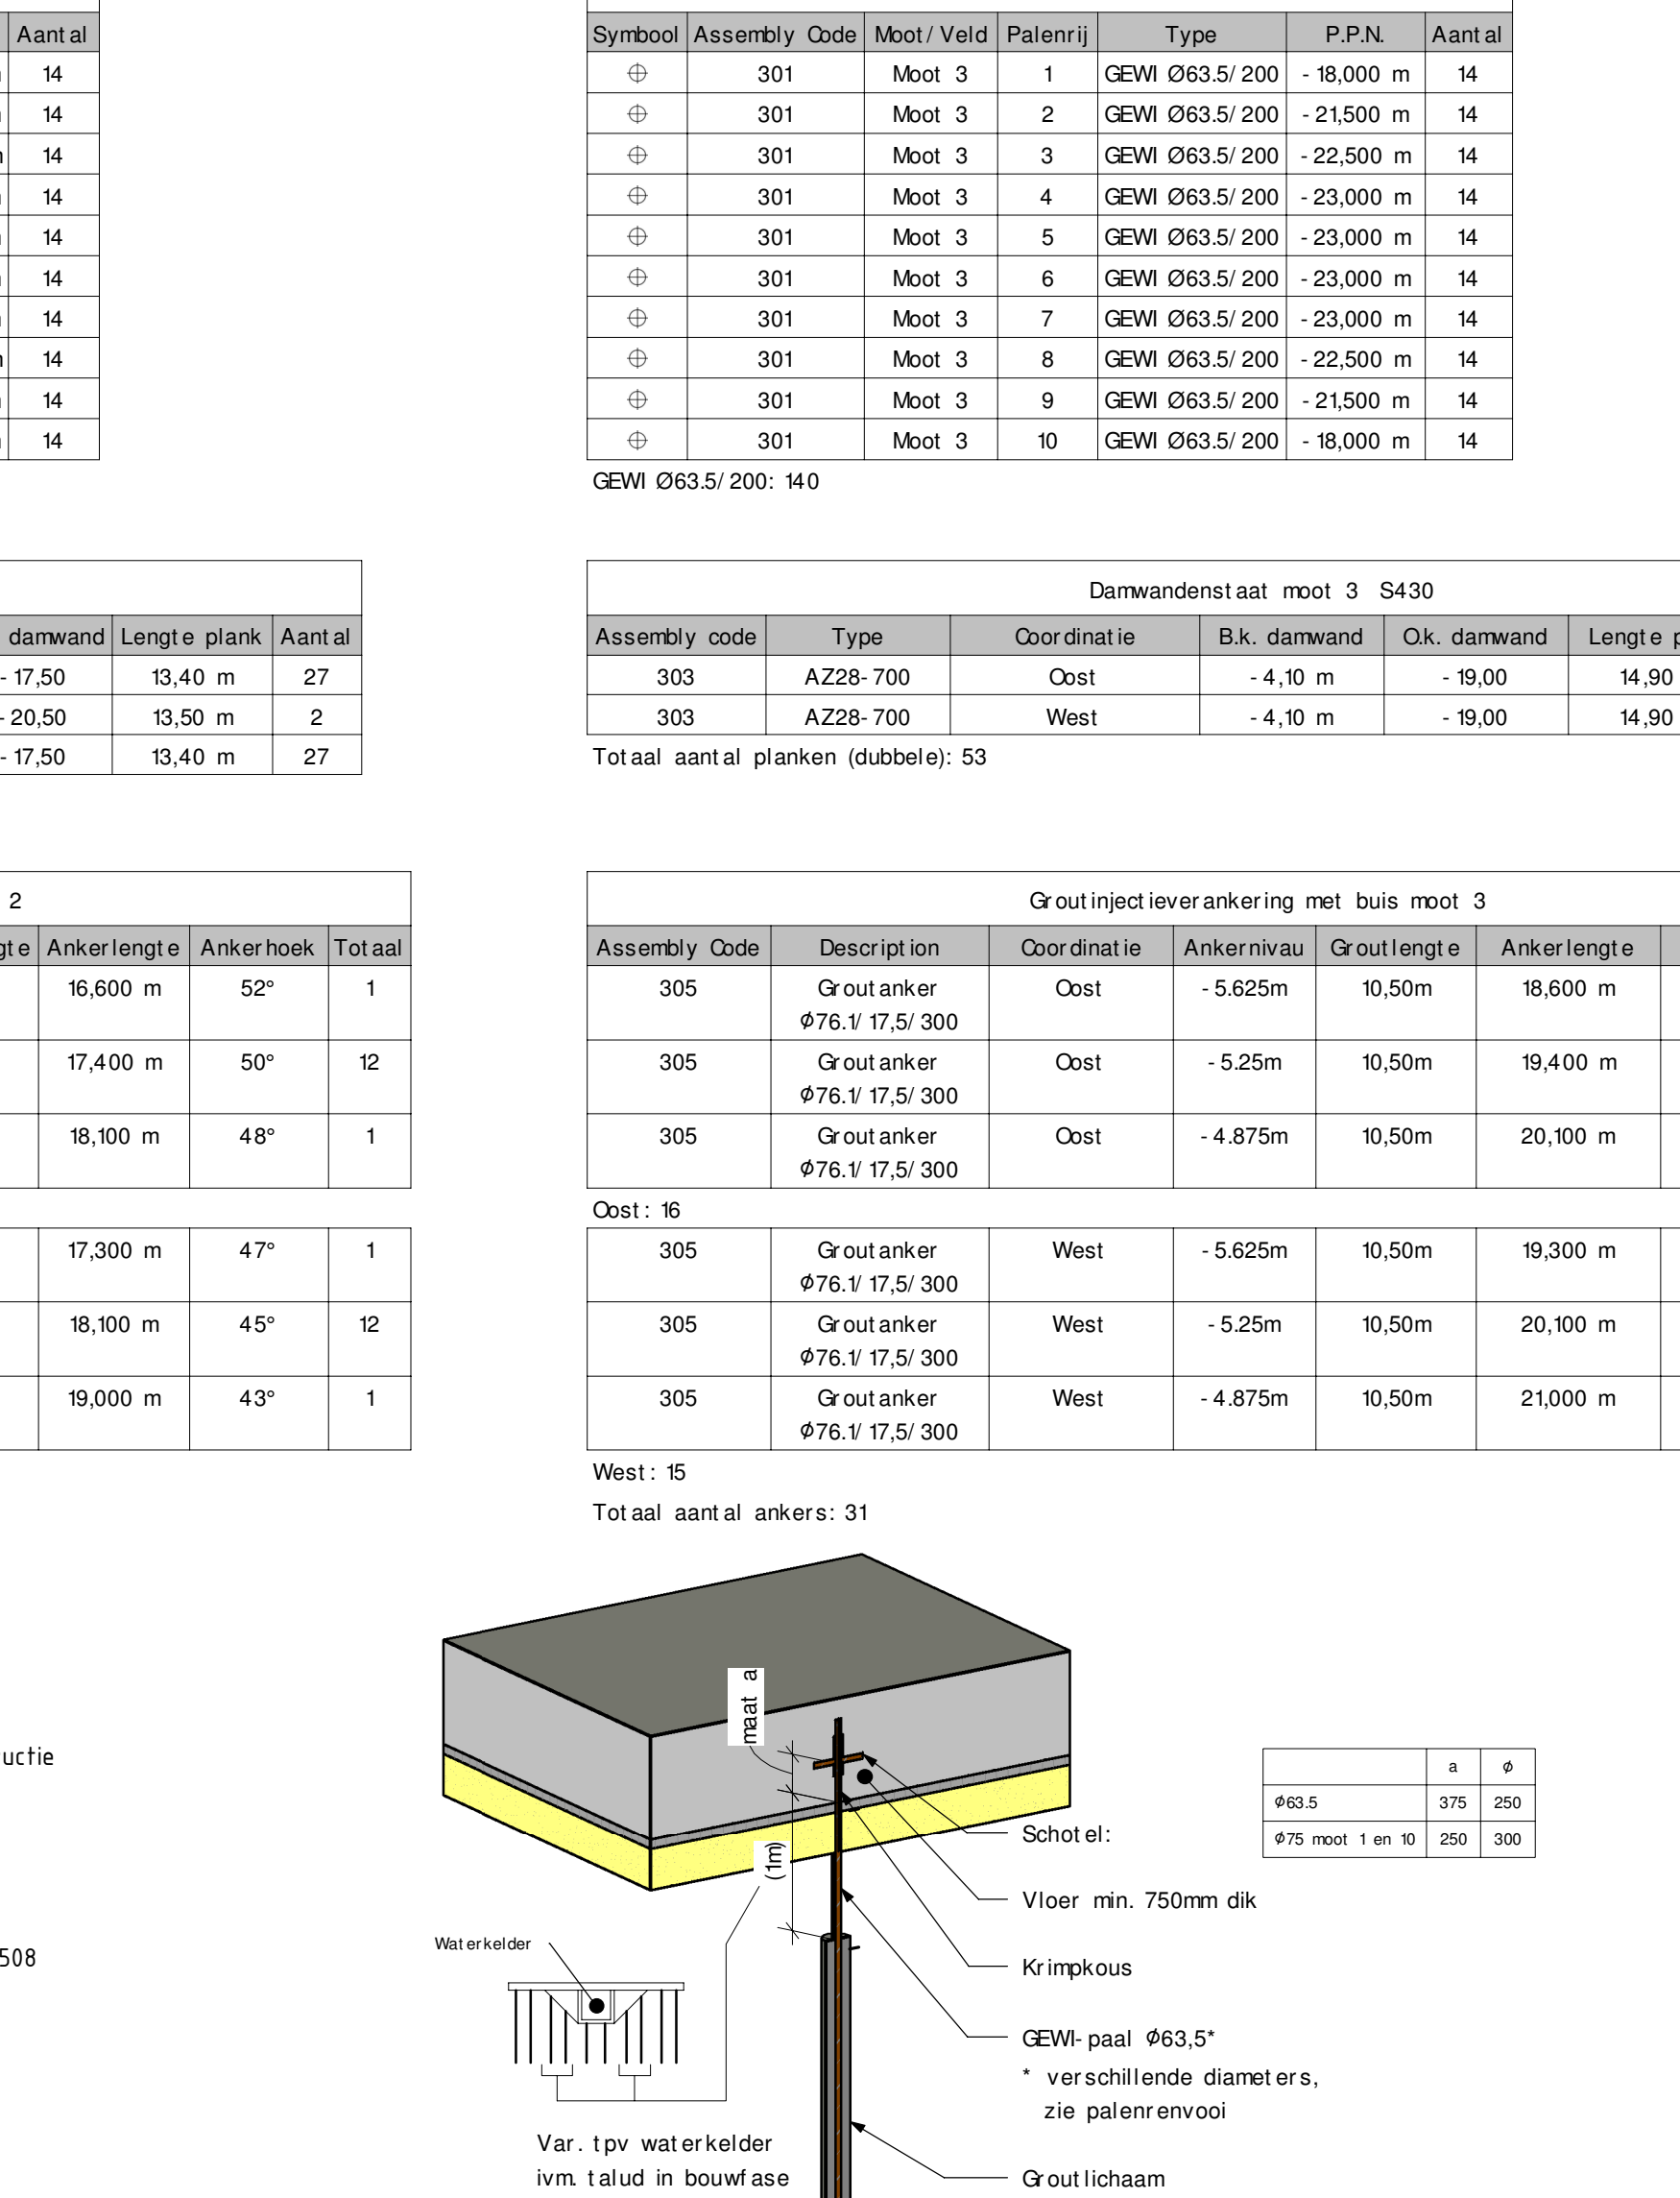 Aantal
14
14
14
14
14
14
14
14
14
14
Symbool Assembly Code Moot/Veld Palenrij Type P.P.N. Aantal
301 Moot 3 1 GEWI Ø63.5/200 -18,000 m 14
301 Moot 3 2 GEWI Ø63.5/200 -21,500 m 14
301 Moot 3 3 GEWI Ø63.5/200 -22,500 m 14
301 Moot 3 4 GEWI Ø63.5/200 -23,000 m 14
301 Moot 3 5 GEWI Ø63.5/200 -23,000 m 14
301 Moot 3 6 GEWI Ø63.5/200 -23,000 m 14
301 Moot 3 7 GEWI Ø63.5/200 -23,000 m 14
301 Moot 3 8 GEWI Ø63.5/200 -22,500 m 14
301 Moot 3 9 GEWI Ø63.5/200 -21,500 m 14
301 Moot 3 10 GEWI Ø63.5/200 -18,000 m 14
GEWI Ø63.5/200: 140
damwand Lengte plank Aantal
-17,50 13,40 m 27
-20,50 13,50 m 2
-17,50 13,40 m 27
Damwandenstaat moot 3 S430
Assembly code Type Coordinatie B.k. damwand O.k. damwand Lengte p
303 AZ28-700 Oost -4,10 m -19,00 14,90
303 AZ28-700 West -4,10 m -19,00 14,90
Totaal aantal planken (dubbele): 53
2
gte Ankerlengte Ankerhoek Totaal
16,600 m 52° 1
17,400 m 50° 12
18,100 m 48° 1
17,300 m 47° 1
18,100 m 45° 12
19,000 m 43° 1
Groutinjectieverankering met buis moot 3
Assembly Code Description Coordinatie Ankernivau Groutlengte Ankerlengte
305 Groutanker Oost -5.625m 10,50m 18,600 m
Ø76.1/17,5/300
305 Groutanker Oost -5.25m 10,50m 19,400 m
Ø76.1/17,5/300
305 Groutanker Oost -4.875m 10,50m 20,100 m
Ø76.1/17,5/300
Oost: 16
305 Groutanker West -5.625m 10,50m 19,300 m
Ø76.1/17,5/300
305 Groutanker West -5.25m 10,50m 20,100 m
Ø76.1/17,5/300
305 Groutanker West -4.875m 10,50m 21,000 m
Ø76.1/17,5/300
West: 15
Totaal aantal ankers: 31
uctie
508
maat a
(1m)
Schotel:
Vloer min. 750mm dik
Krimpkous
GEWI-paal Ø63,5*
* verschillende diameters,
zie palenrenvooi
Groutlichaam
Waterkelder
Var. tpv waterkelder
ivm. talud in bouwfase
a Ø
Ø63.5 375 250
Ø75 moot 1 en 10 250 300